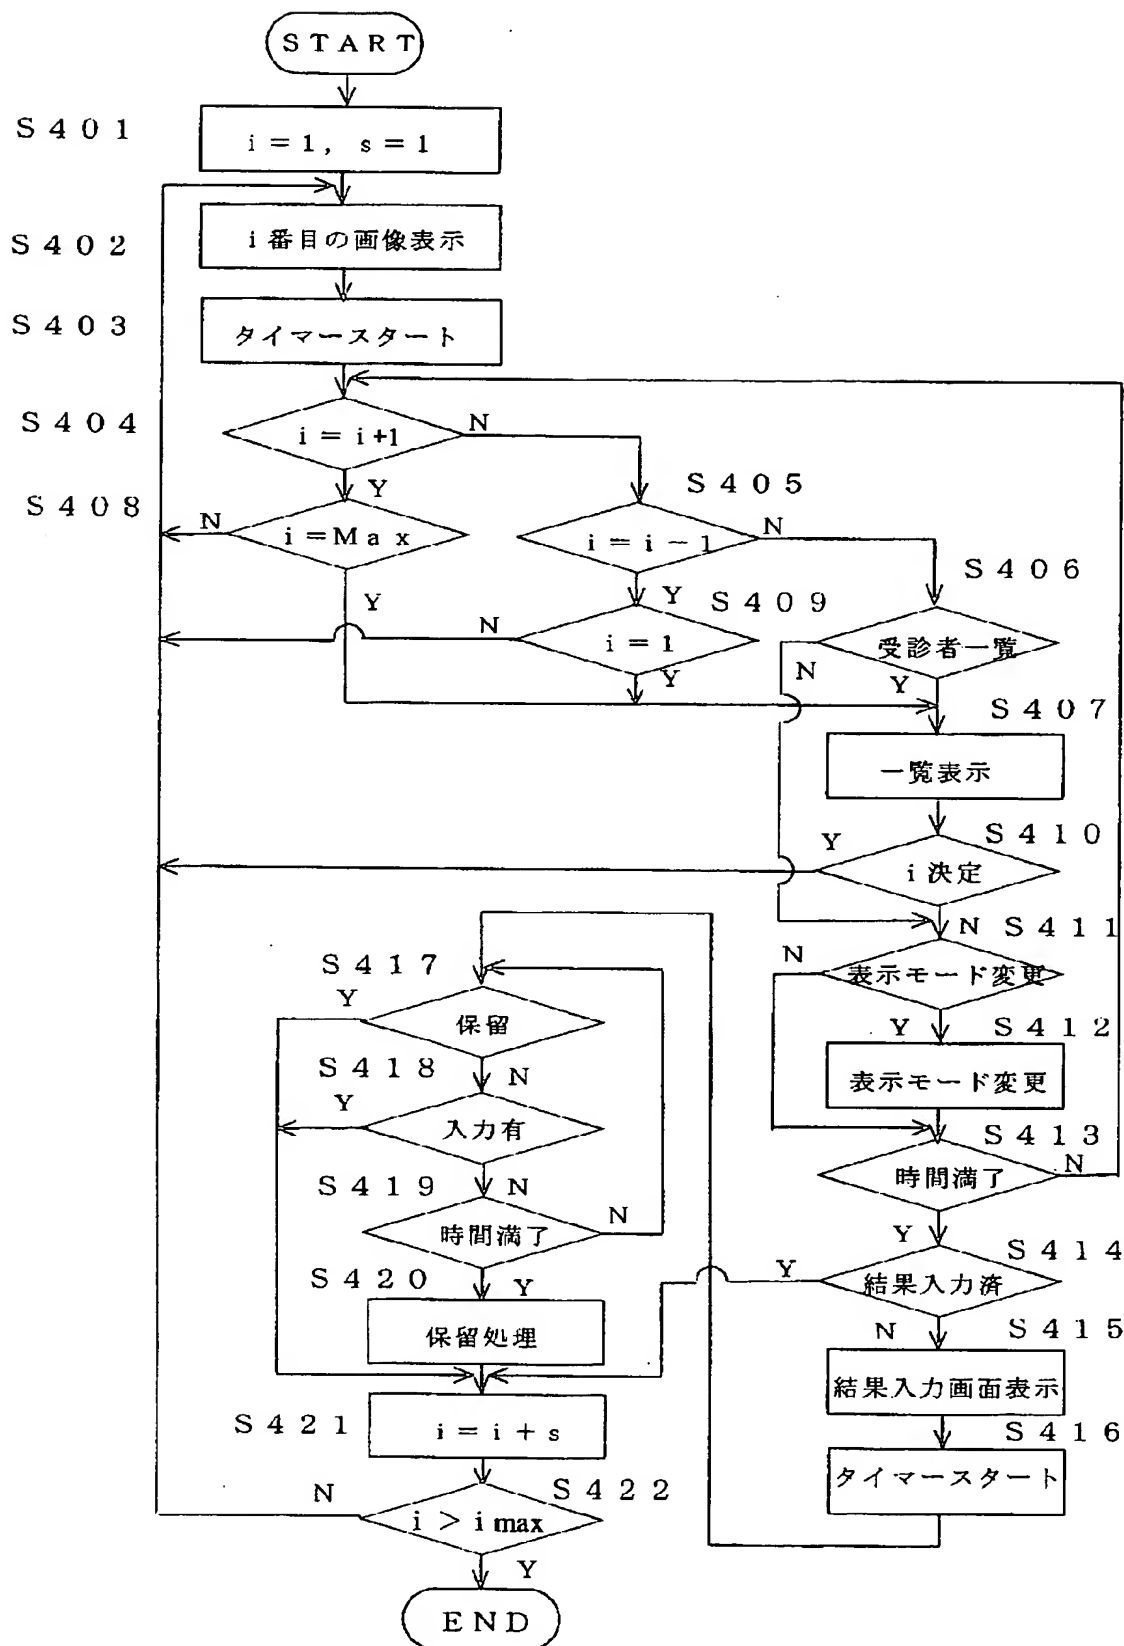 START
S401
i = 1, s = 1
S402
i番目の画像表示
S403
タイマースタート
S404
i = i+1
N
Y
S408
N
i = Max
Y
S405
i = i - 1
N
Y
S409
N
i = 1
Y
S406
受診者一覧
N
Y
S407
一覧表示
S410
Y
i決定
N
S411
N
表示モード変更
Y
S412
表示モード変更
S413
時間満了
N
Y
S414
Y
結果入力済
N
S415
結果入力画面表示
S416
タイマースタート
S417
Y
保留
N
S418
Y
入力有
N
S419
時間満了
N
Y
S420
保留処理
S421
i = i + s
S422
N
i > i max
Y
END